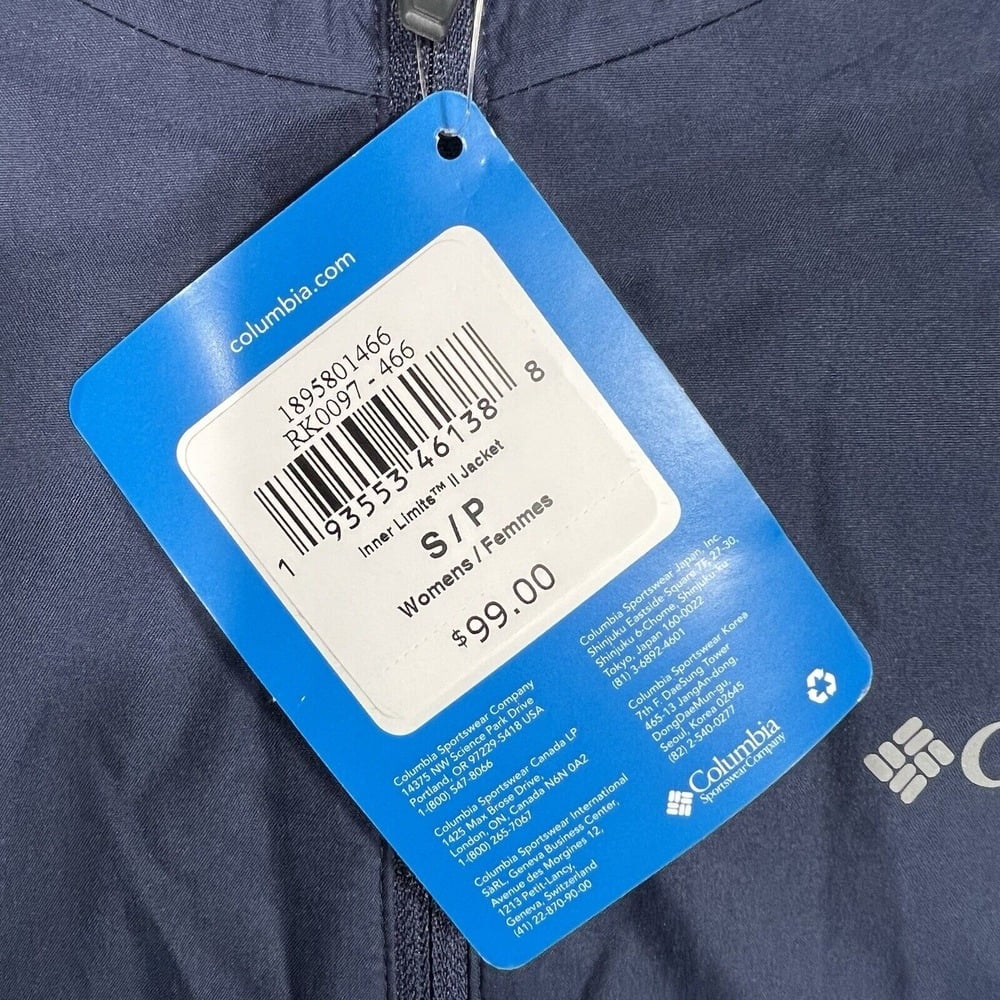 columbia.com
1895801466
RK0097 - 466
1 93553 46138 8
Inner Limits™ II Jacket
S / P
Womens / Femmes
$99.00
Columbia Sportswear Company
14375 NW Science Park Drive
Portland, OR 97229-5418 USA
1-(800) 547-8066
Columbia Sportswear Canada LP
1425 Max Brose Drive,
London, ON, Canada N6N 0A2
1-(800) 265-7067
Columbia Sportswear International
SàRL, Geneva Business Center,
Avenue des Morgines 12,
1213 Petit-Lancy,
Geneva, Switzerland
(41) 22-870-90-00
Columbia Sportswear Japan, Inc.
Shinjuku Eastside Square 7F, 27-30,
Shinjuku 6-Chome, Shinjuku-Fu
Tokyo, Japan 160-0022
(81) 3-6892-4601
Columbia Sportswear Korea
7th F. DaeSung Tower
465-13 JangAn-dong,
DongDaeMun-gu,
Seoul, Korea 02645
(82) 2-540-0277
Columbia
Sportswear Company